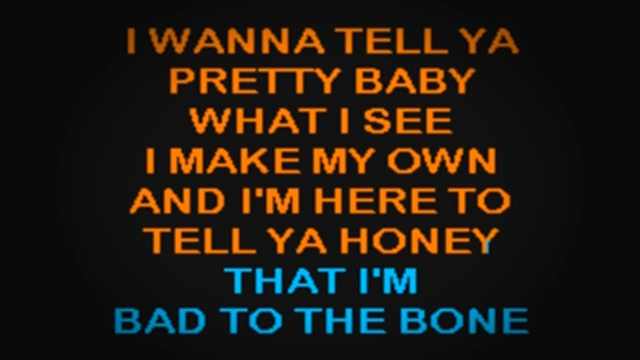 I WANNA TELL YA
PRETTY BABY
WHAT I SEE
I MAKE MY OWN
AND I'M HERE TO
TELL YA HONEY
THAT I'M
BAD TO THE BONE